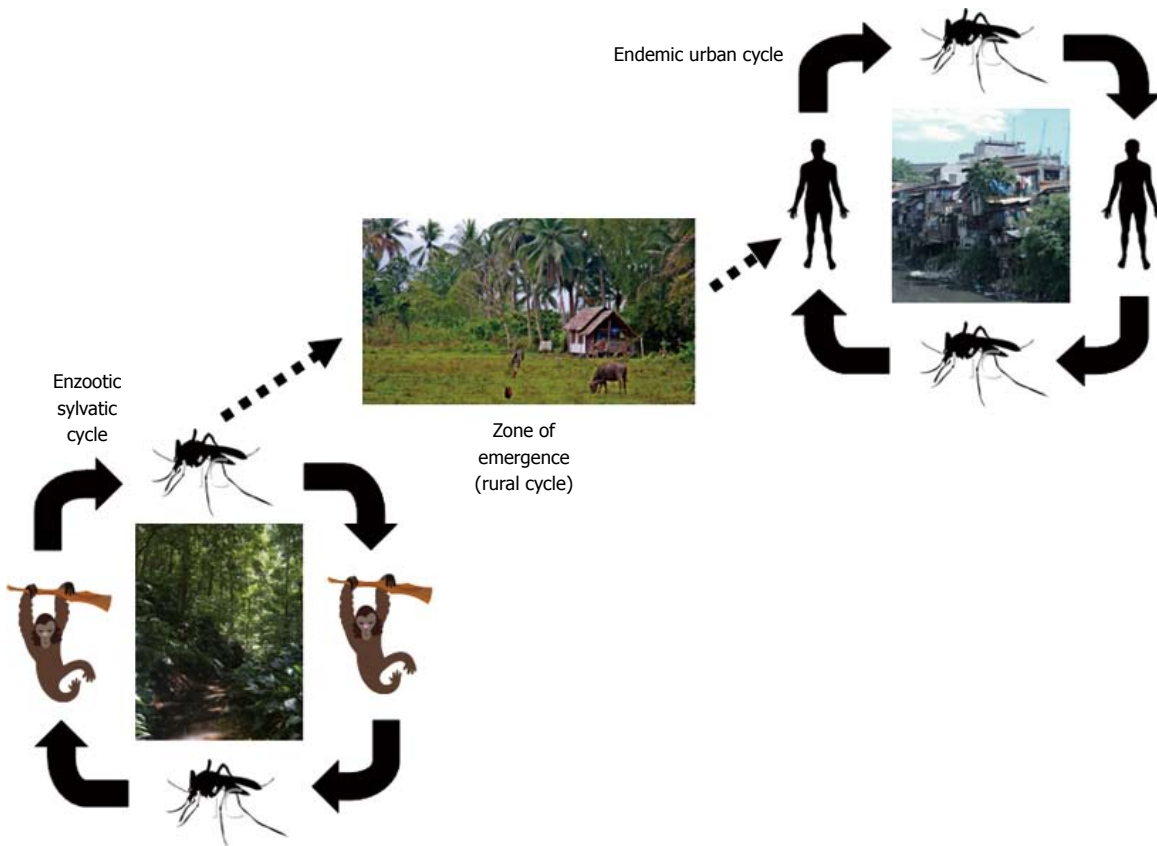 Endemic urban cycle
Enzootic
sylvatic
cycle
Zone of
emergence
(rural cycle)